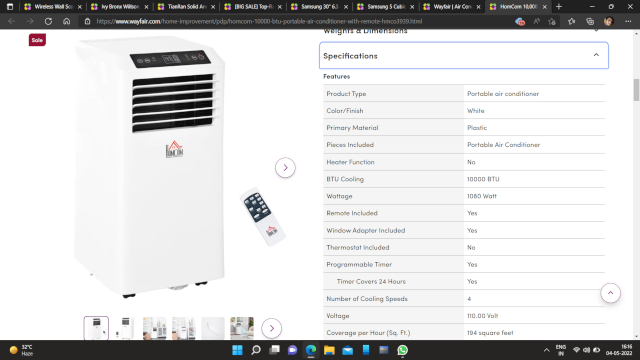 Wireless Wall Sco
Ivy Bronx Wilson
TianRan Solid An
[BIG SALE] Top-R
Samsung 30" 6.3
Samsung 5 Cubi
Wayfair | Air Con
HomCom 10,000
https://www.wayfair.com/home-improvement/pdp/homcom-10000-btu-portable-air-conditioner-with-remote-hmco3939.html
Sale
HOMCOM
Weights & Dimensions
Specifications
Features
Product Type Portable air conditioner
Color/Finish White
Primary Material Plastic
Pieces Included Portable Air Conditioner
Heater Function No
BTU Cooling 10000 BTU
Wattage 1080 Watt
Remote Included Yes
Window Adapter Included Yes
Thermostat Included No
Programmable Timer Yes
Timer Covers 24 Hours Yes
Number of Cooling Speeds 4
Voltage 110.00 Volt
Coverage per Hour (Sq. Ft.) 194 square feet
32°C
Haze
ENG
IN
16:16
04-05-2022